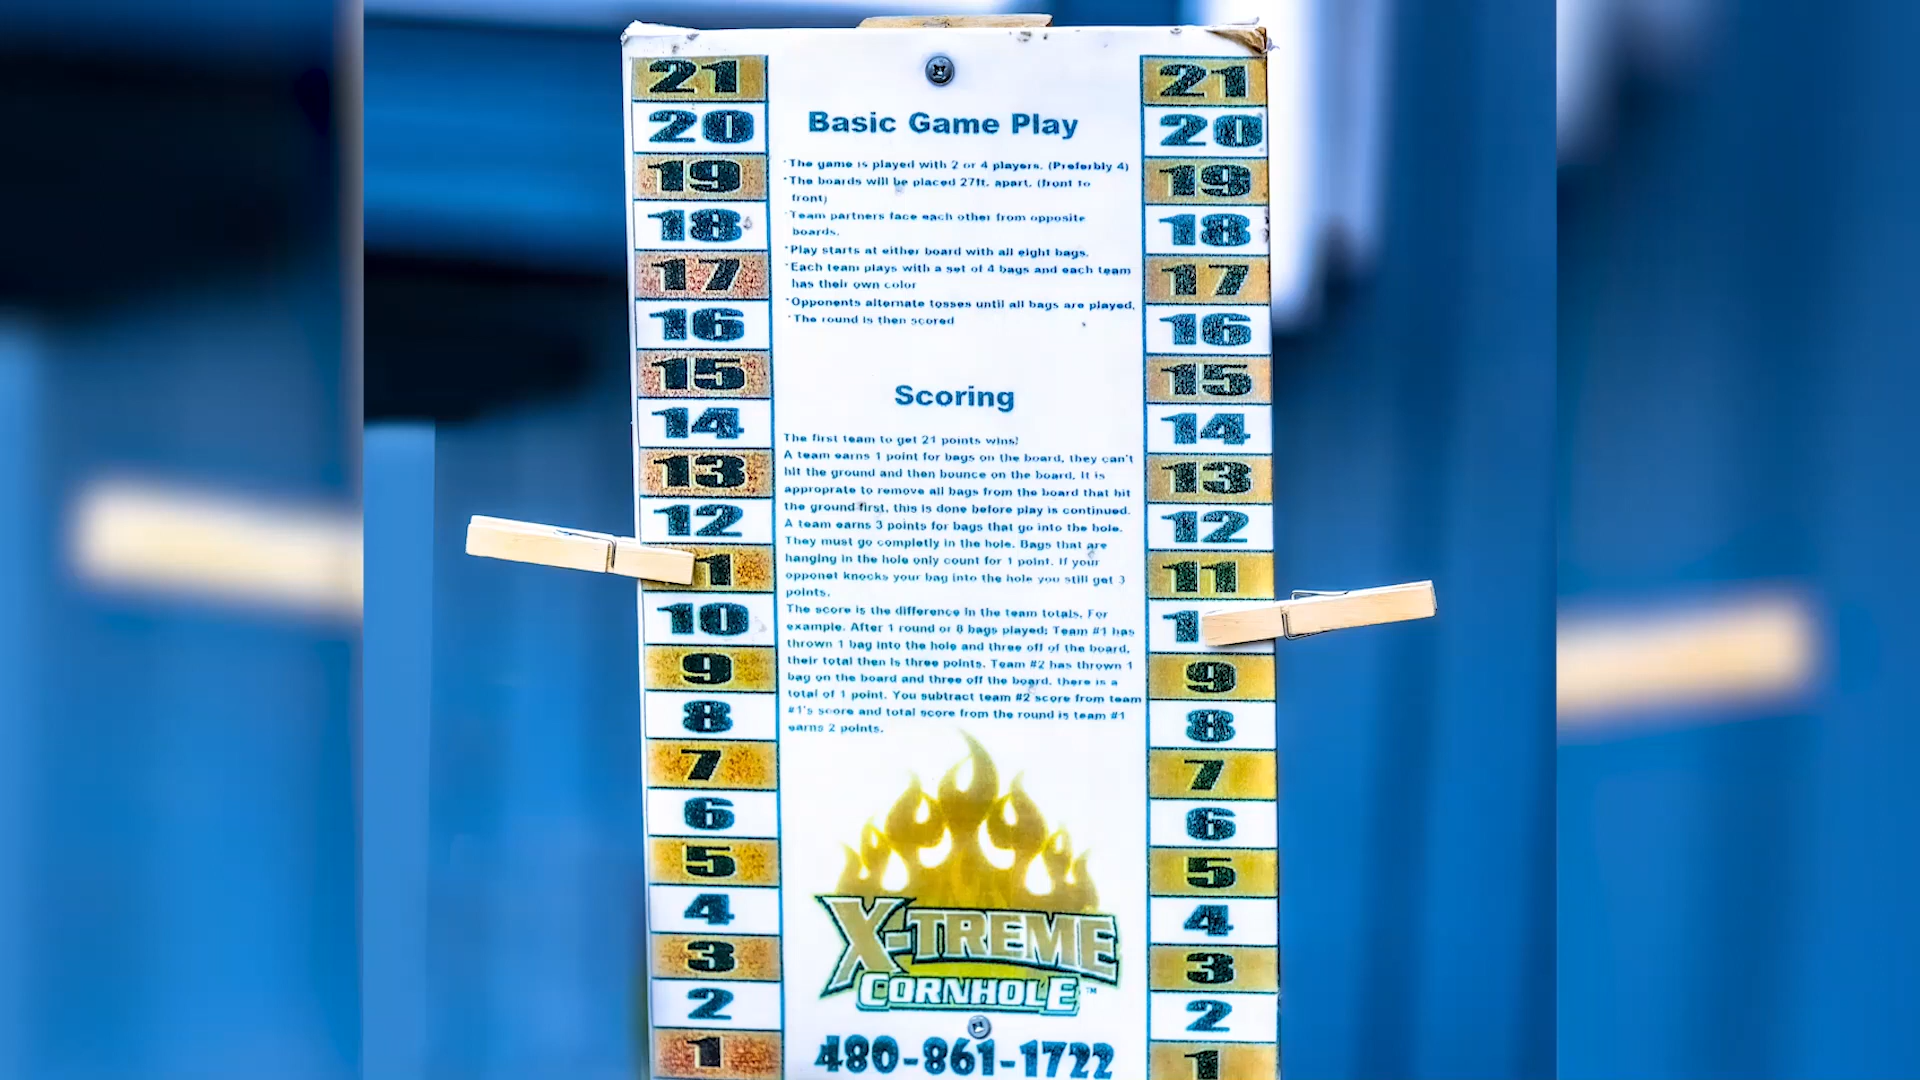 21
20
19
18
17
16
15
14
13
12
1
10
9
8
7
6
5
4
3
2
1
Basic Game Play
*The game is played with 2 or 4 players. (Preferbly 4)
*The boards will be placed 27ft. apart. (front to
front)
*Team partners face each other from opposite
boards.
*Play starts at either board with all eight bags.
*Each team plays with a set of 4 bags and each team
has their own color
*Opponents alternate tosses until all bags are played.
*The round is then scored
Scoring
The first team to get 21 points wins!
A team earns 1 point for bags on the board, they can't
hit the ground and then bounce on the board. It is
approprate to remove all bags from the board that hit
the ground first, this is done before play is continued.
A team earns 3 points for bags that go into the hole.
They must go completly in the hole. Bags that are
hanging in the hole only count for 1 point. If your
opponet knocks your bag into the hole you still get 3
points.
The score is the difference in the team totals. For
example. After 1 round or 8 bags played; Team #1 has
thrown 1 bag into the hole and three off of the board,
their total then is three points. Team #2 has thrown 1
bag on the board and three off the board, there is a
total of 1 point. You subtract team #2 score from team
#1's score and total score from the round is team #1
earns 2 points.
X-TREME
CORNHOLE™
480-861-1722
21
20
19
18
17
16
15
14
13
12
11
1
9
8
7
6
5
4
3
2
1